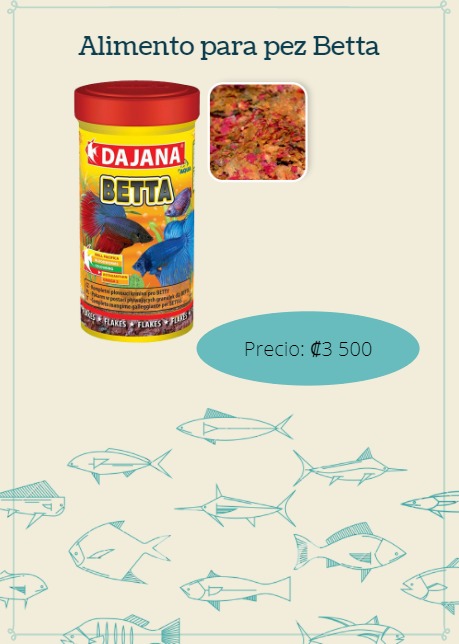 Alimento para pez Betta
DAJANA
BETTA
FLAKES ★ FLAKES ★ FLAKES
Precio: ₡3 500